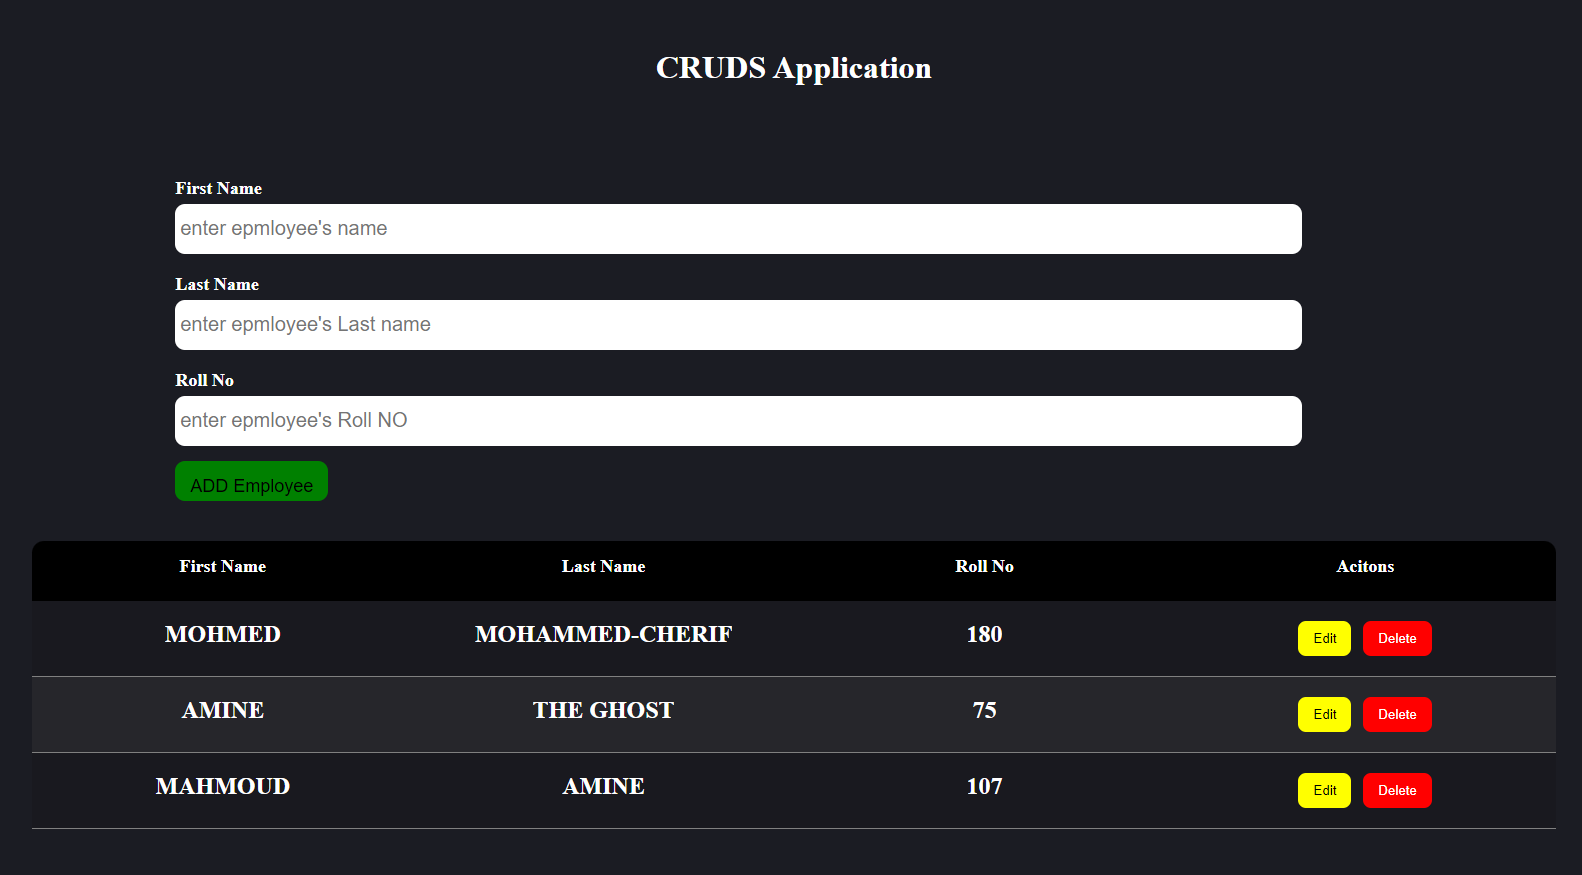 CRUDS Application
First Name
enter epmloyee's name
Last Name
enter epmloyee's Last name
Roll No
enter epmloyee's Roll NO
ADD Employee
First Name Last Name Roll No Acitons
MOHMED MOHAMMED-CHERIF 180 Edit Delete
AMINE THE GHOST 75 Edit Delete
MAHMOUD AMINE 107 Edit Delete